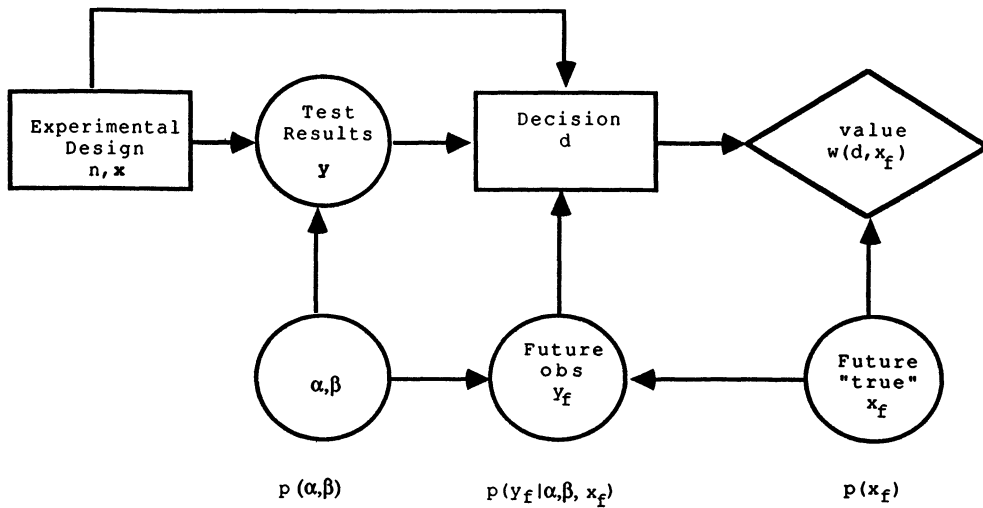 Experimental
Design
n, x
Test
Results
y
Decision
d
value
w(d,x_f)
α,β
Future
obs
y_f
Future
"true"
x_f
p(α,β)
p(y_f|α,β, x_f)
p(x_f)